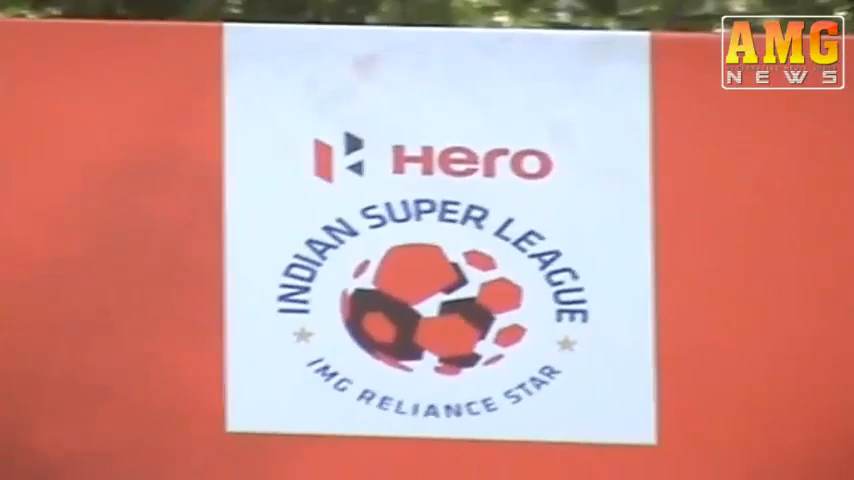 AMG
NEWS
Hero
INDIAN SUPER LEAGUE
IMG RELIANCE STAR